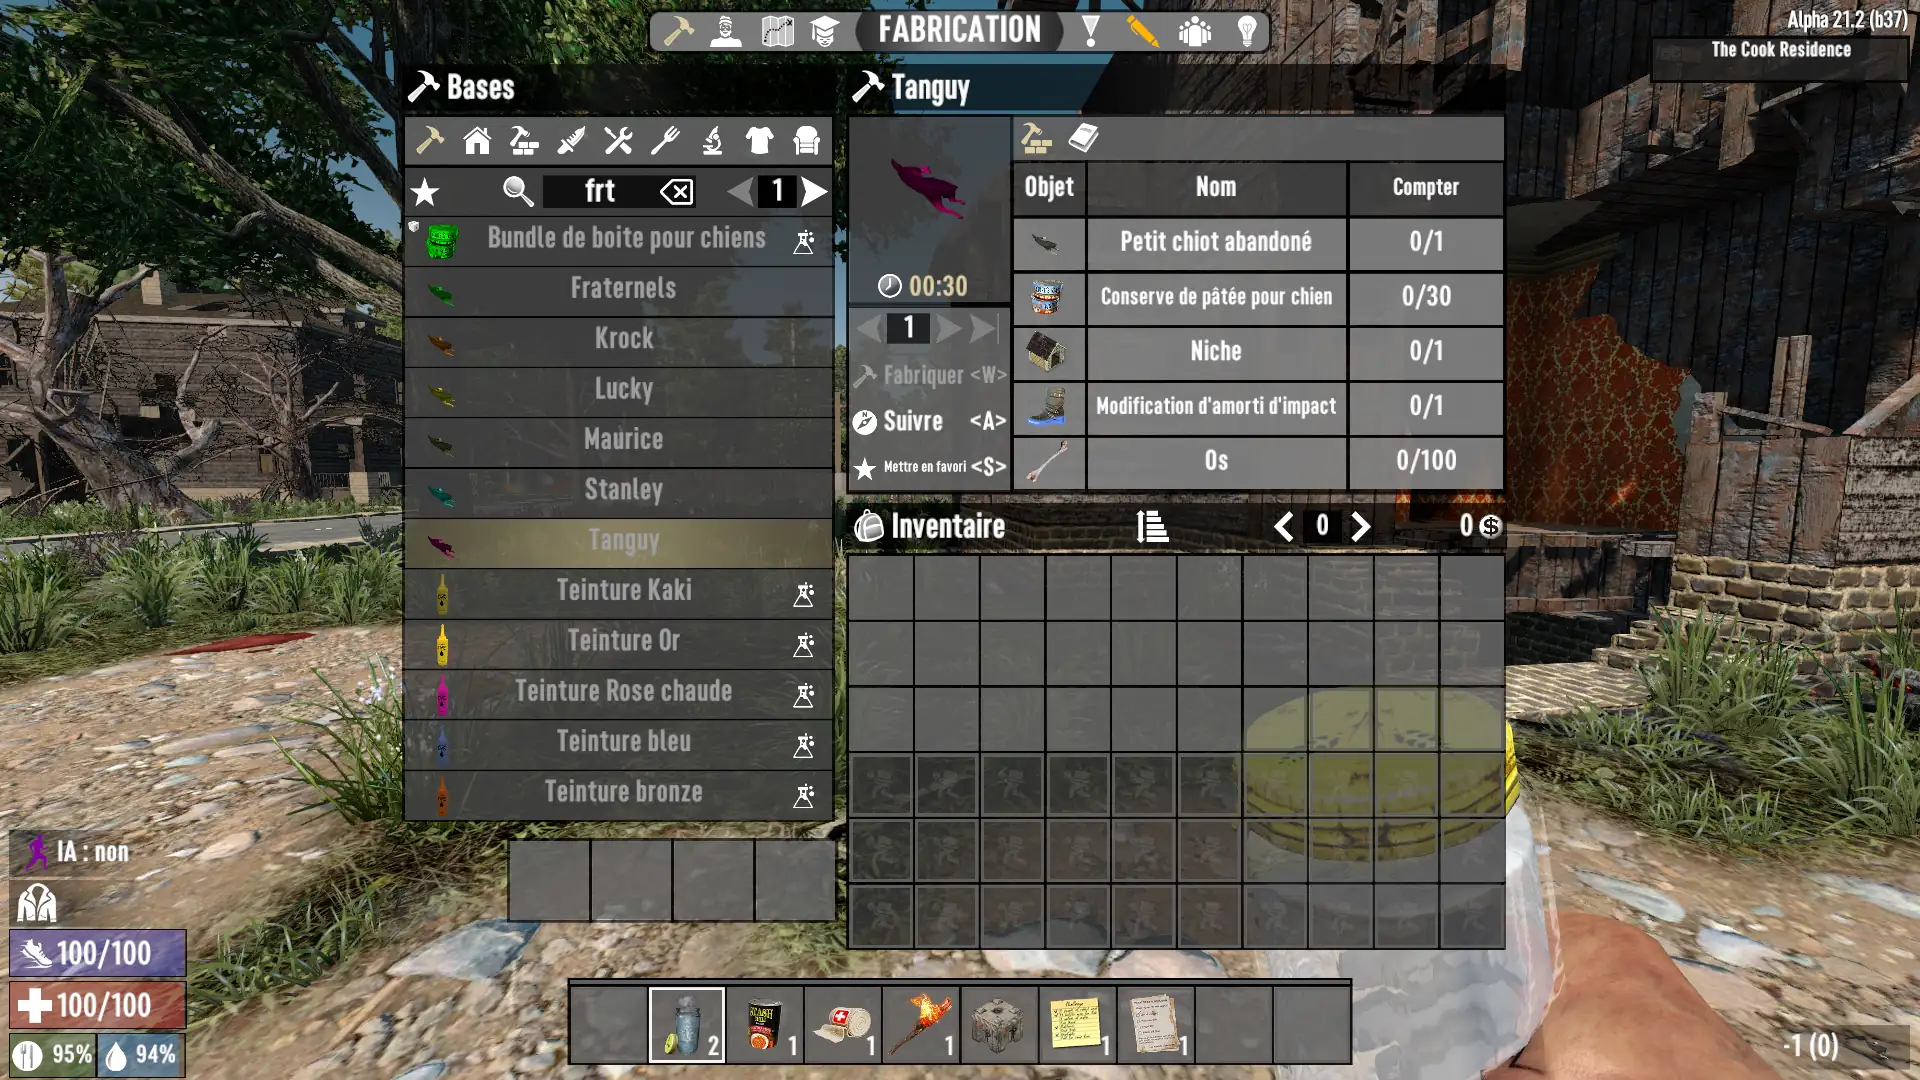 FABRICATION
Alpha 21.2 (b37)
The Cook Residence
Bases
frt
1
Bundle de boite pour chiens
Fraternels
Krock
Lucky
Maurice
Stanley
Tanguy
Teinture Kaki
Teinture Or
Teinture Rose chaude
Teinture bleu
Teinture bronze
Tanguy
00:30
1
Fabriquer <W>
Suivre <A>
Mettre en favori <S>
Objet Nom Compter
Petit chiot abandoné 0/1
Conserve de pâtée pour chien 0/30
Niche 0/1
Modification d'amorti d'impact 0/1
Os 0/100
Inventaire
0
0
IA : non
100/100
100/100
95% 94%
2
1
1
1
1
1
-1 (0)